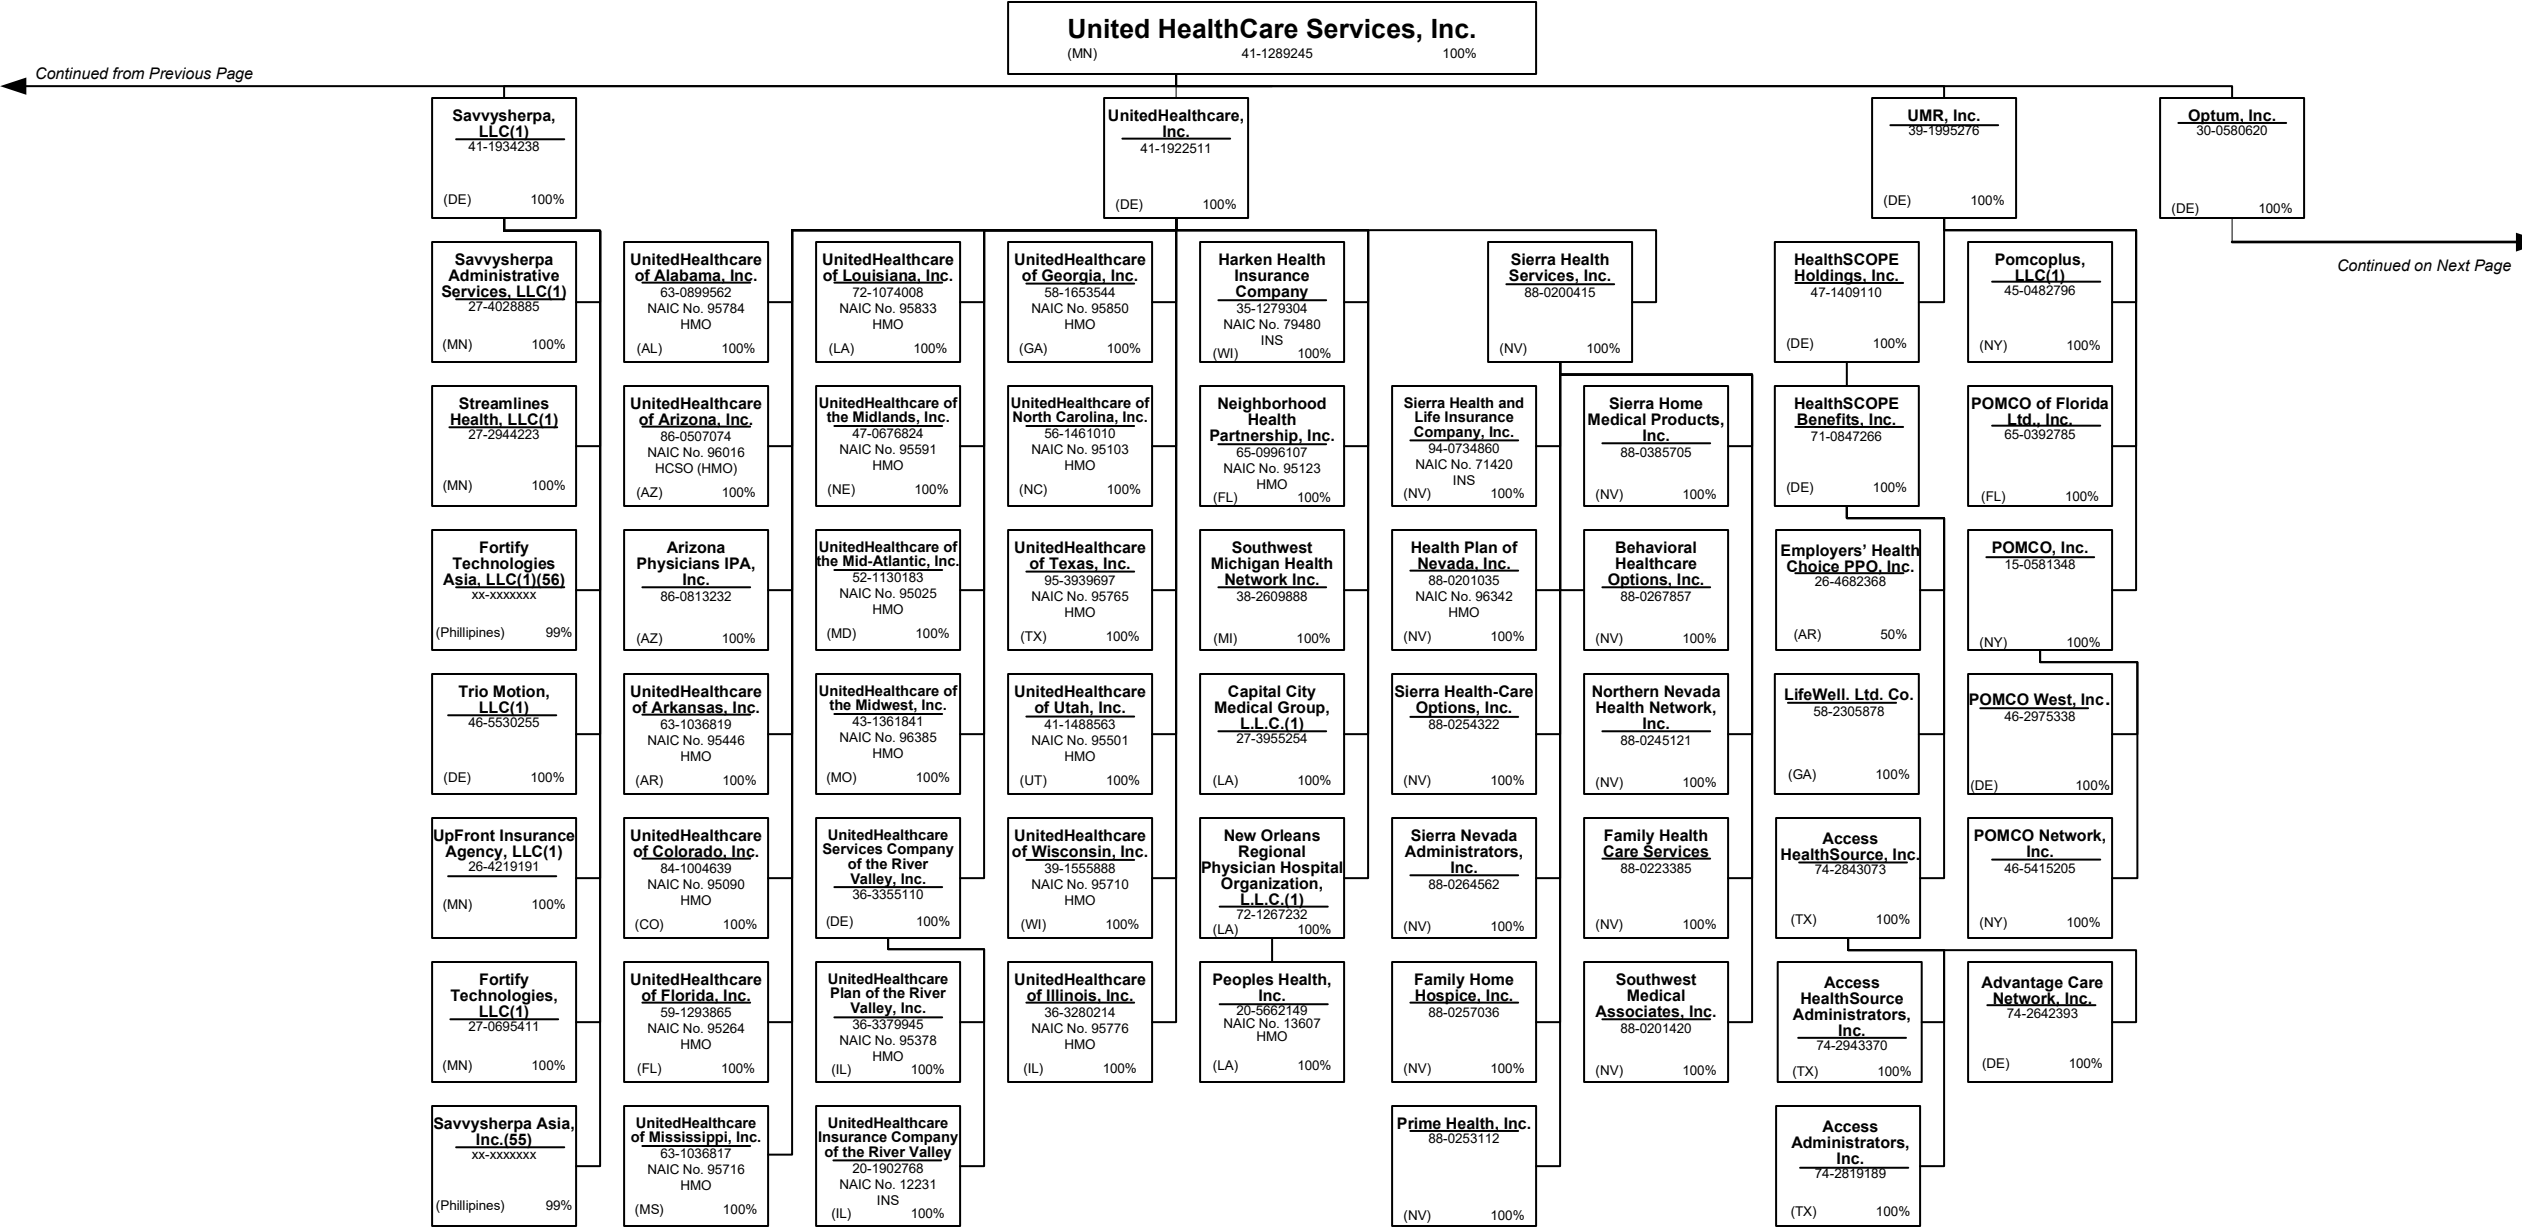 United HealthCare Services, Inc.
(MN) 41-1289245 100%
Continued from Previous Page
Savvysherpa,
LLC(1)
41-1934238
(DE) 100%
UnitedHealthcare,
Inc.
41-1922511
(DE) 100%
UMR, Inc.
39-1995276
(DE) 100%
Optum, Inc.
30-0580620
(DE) 100%
Continued on Next Page
Savvysherpa
Administrative
Services, LLC(1)
27-4028885
(MN) 100%
UnitedHealthcare
of Alabama, Inc.
63-0899562
NAIC No. 95784
HMO
(AL) 100%
UnitedHealthcare
of Louisiana, Inc.
72-1074008
NAIC No. 95833
HMO
(LA) 100%
UnitedHealthcare
of Georgia, Inc.
58-1653544
NAIC No. 95850
HMO
(GA) 100%
Harken Health
Insurance
Company
35-1279304
NAIC No. 79480
INS
(WI) 100%
Sierra Health
Services, Inc.
88-0200415
(NV) 100%
HealthSCOPE
Holdings, Inc.
47-1409110
(DE) 100%
Pomcoplus,
LLC(1)
45-0482796
(NY) 100%
Streamlines
Health, LLC(1)
27-2944223
(MN) 100%
UnitedHealthcare
of Arizona, Inc.
86-0507074
NAIC No. 96016
HCSO (HMO)
(AZ) 100%
UnitedHealthcare of
the Midlands, Inc.
47-0676824
NAIC No. 95591
HMO
(NE) 100%
UnitedHealthcare of
North Carolina, Inc.
56-1461010
NAIC No. 95103
HMO
(NC) 100%
Neighborhood
Health
Partnership, Inc.
65-0996107
NAIC No. 95123
HMO
(FL) 100%
Sierra Health and
Life Insurance
Company, Inc.
94-0734860
NAIC No. 71420
INS
(NV) 100%
Sierra Home
Medical Products,
Inc.
88-0385705
(NV) 100%
HealthSCOPE
Benefits, Inc.
71-0847266
(DE) 100%
POMCO of Florida
Ltd., Inc.
65-0392785
(FL) 100%
Fortify
Technologies
Asia, LLC(1)(56)
xx-xxxxxxx
(Phillipines) 99%
Arizona
Physicians IPA,
Inc.
86-0813232
(AZ) 100%
UnitedHealthcare of
the Mid-Atlantic, Inc.
52-1130183
NAIC No. 95025
HMO
(MD) 100%
UnitedHealthcare
of Texas, Inc.
95-3939697
NAIC No. 95765
HMO
(TX) 100%
Southwest
Michigan Health
Network Inc.
38-2609888
(MI) 100%
Health Plan of
Nevada, Inc.
88-0201035
NAIC No. 96342
HMO
(NV) 100%
Behavioral
Healthcare
Options, Inc.
88-0267857
(NV) 100%
Employers' Health
Choice PPO, Inc.
26-4682368
(AR) 50%
POMCO, Inc.
15-0581348
(NY) 100%
Trio Motion,
LLC(1)
46-5530255
(DE) 100%
UnitedHealthcare
of Arkansas, Inc.
63-1036819
NAIC No. 95446
HMO
(AR) 100%
UnitedHealthcare of
the Midwest, Inc.
43-1361841
NAIC No. 96385
HMO
(MO) 100%
UnitedHealthcare
of Utah, Inc.
41-1488563
NAIC No. 95501
HMO
(UT) 100%
Capital City
Medical Group,
L.L.C.(1)
27-3955254
(LA) 100%
Sierra Health-Care
Options, Inc.
88-0254322
(NV) 100%
Northern Nevada
Health Network,
Inc.
88-0245121
(NV) 100%
LifeWell. Ltd. Co.
58-2305878
(GA) 100%
POMCO West, Inc.
46-2975338
(DE) 100%
UpFront Insurance
Agency, LLC(1)
26-4219191
(MN) 100%
UnitedHealthcare
of Colorado, Inc.
84-1004639
NAIC No. 95090
HMO
(CO) 100%
UnitedHealthcare
Services Company
of the River
Valley, Inc.
36-3355110
(DE) 100%
UnitedHealthcare
of Wisconsin, Inc.
39-1555888
NAIC No. 95710
HMO
(WI) 100%
New Orleans
Regional
Physician Hospital
Organization,
L.L.C.(1)
72-1267232
(LA) 100%
Sierra Nevada
Administrators,
Inc.
88-0264562
(NV) 100%
Family Health
Care Services
88-0223385
(NV) 100%
Access
HealthSource, Inc.
74-2843073
(TX) 100%
POMCO Network,
Inc.
46-5415205
(NY) 100%
Fortify
Technologies,
LLC(1)
27-0695411
(MN) 100%
UnitedHealthcare
of Florida, Inc.
59-1293865
NAIC No. 95264
HMO
(FL) 100%
UnitedHealthcare
Plan of the River
Valley, Inc.
36-3379945
NAIC No. 95378
HMO
(IL) 100%
UnitedHealthcare
of Illinois, Inc.
36-3280214
NAIC No. 95776
HMO
(IL) 100%
Peoples Health,
Inc.
20-5662149
NAIC No. 13607
HMO
(LA) 100%
Family Home
Hospice, Inc.
88-0257036
(NV) 100%
Southwest
Medical
Associates, Inc.
88-0201420
(NV) 100%
Access
HealthSource
Administrators,
Inc.
74-2943370
(TX) 100%
Advantage Care
Network, Inc.
74-2642393
(DE) 100%
Savvysherpa Asia,
Inc.(55)
xx-xxxxxxx
(Phillipines) 99%
UnitedHealthcare
of Mississippi, Inc.
63-1036817
NAIC No. 95716
HMO
(MS) 100%
UnitedHealthcare
Insurance Company
of the River Valley
20-1902768
NAIC No. 12231
INS
(IL) 100%
Prime Health, Inc.
88-0253112
(NV) 100%
Access
Administrators,
Inc.
74-2819189
(TX) 100%